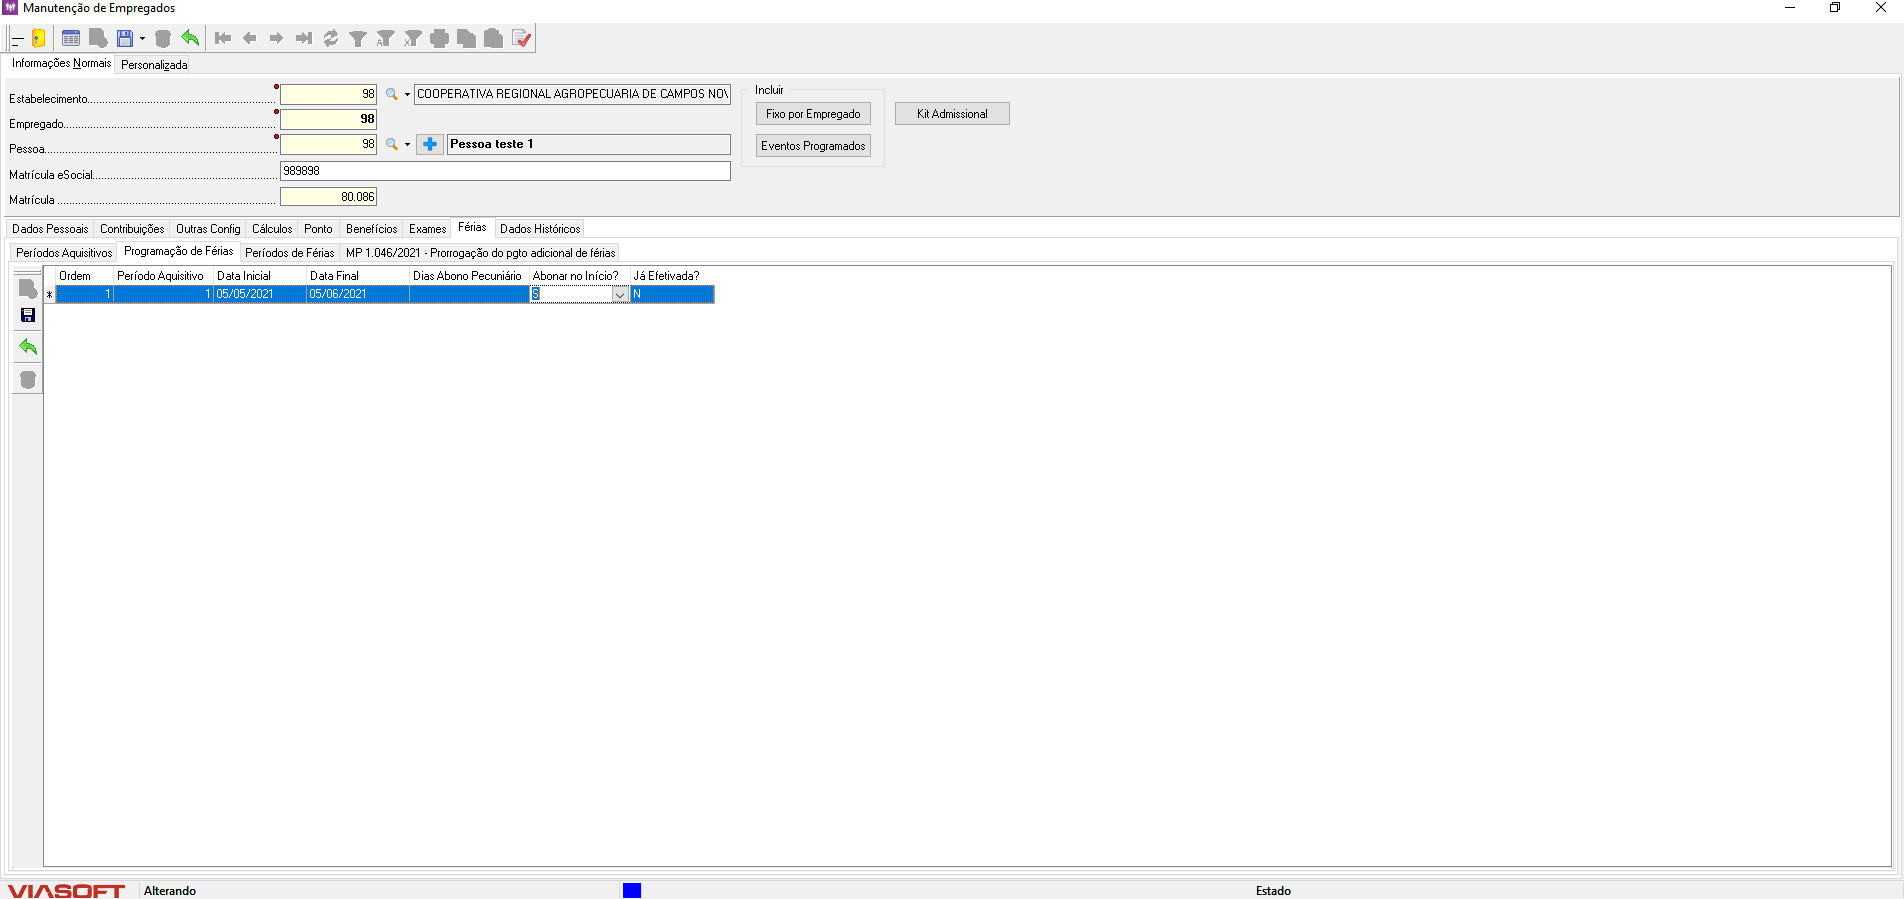 Manutenção de Empregados
Informações Normais Personalizada
Estabelecimento 98 COOPERATIVA REGIONAL AGROPECUARIA DE CAMPOS NOV
Empregado 98
Pessoa 98 Pessoa teste 1
Matrícula eSocial 989898
Matrícula 80.086
Incluir
Fixo por Empregado
Eventos Programados
Kit Admissional
Dados Pessoais Contribuições Outras Config Cálculos Ponto Benefícios Exames Férias Dados Históricos
Períodos Aquisitivos Programação de Férias Períodos de Férias MP 1.046/2021 - Prorrogação do pgto adicional de férias
Ordem Período Aquisitivo Data Inicial Data Final Dias Abono Pecuniário Abonar no Início? Já Efetivada?
* 1 1 05/05/2021 05/06/2021 S N
VIASOFT Alterando Estado